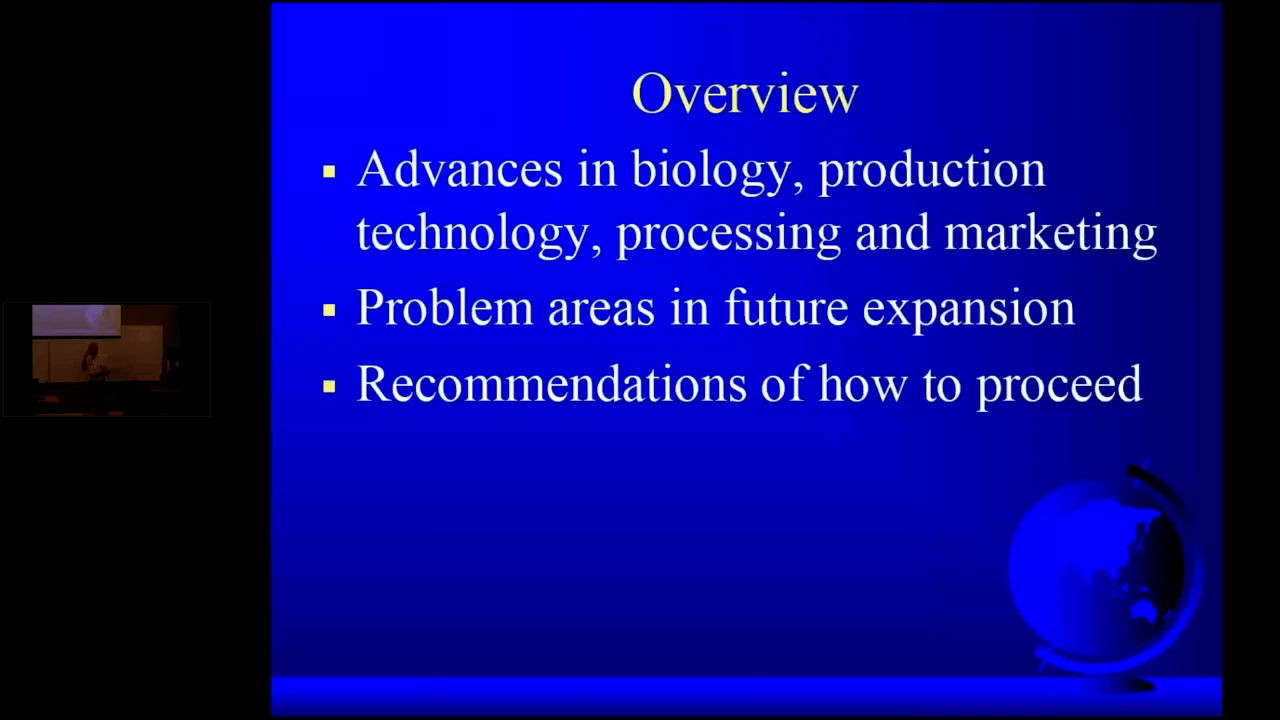 Overview
▪ Advances in biology, production
technology, processing and marketing
▪ Problem areas in future expansion
▪ Recommendations of how to proceed